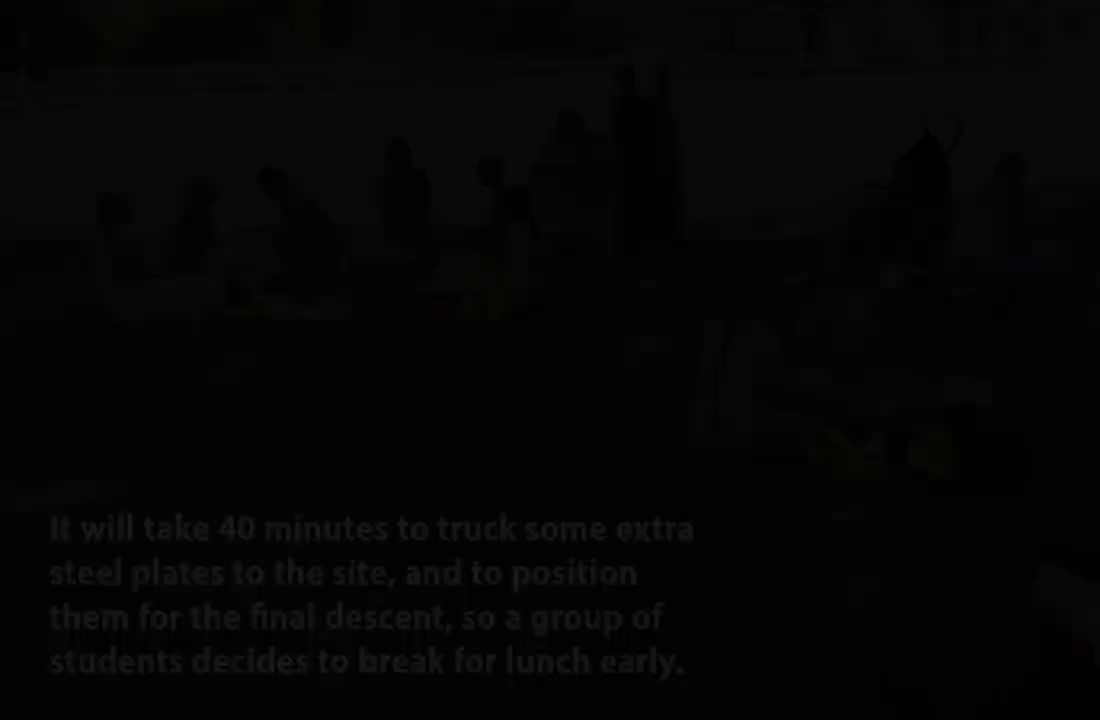 It will take 40 minutes to truck some extra
steel plates to the site, and to position
them for the final descent, so a group of
students decides to break for lunch early.